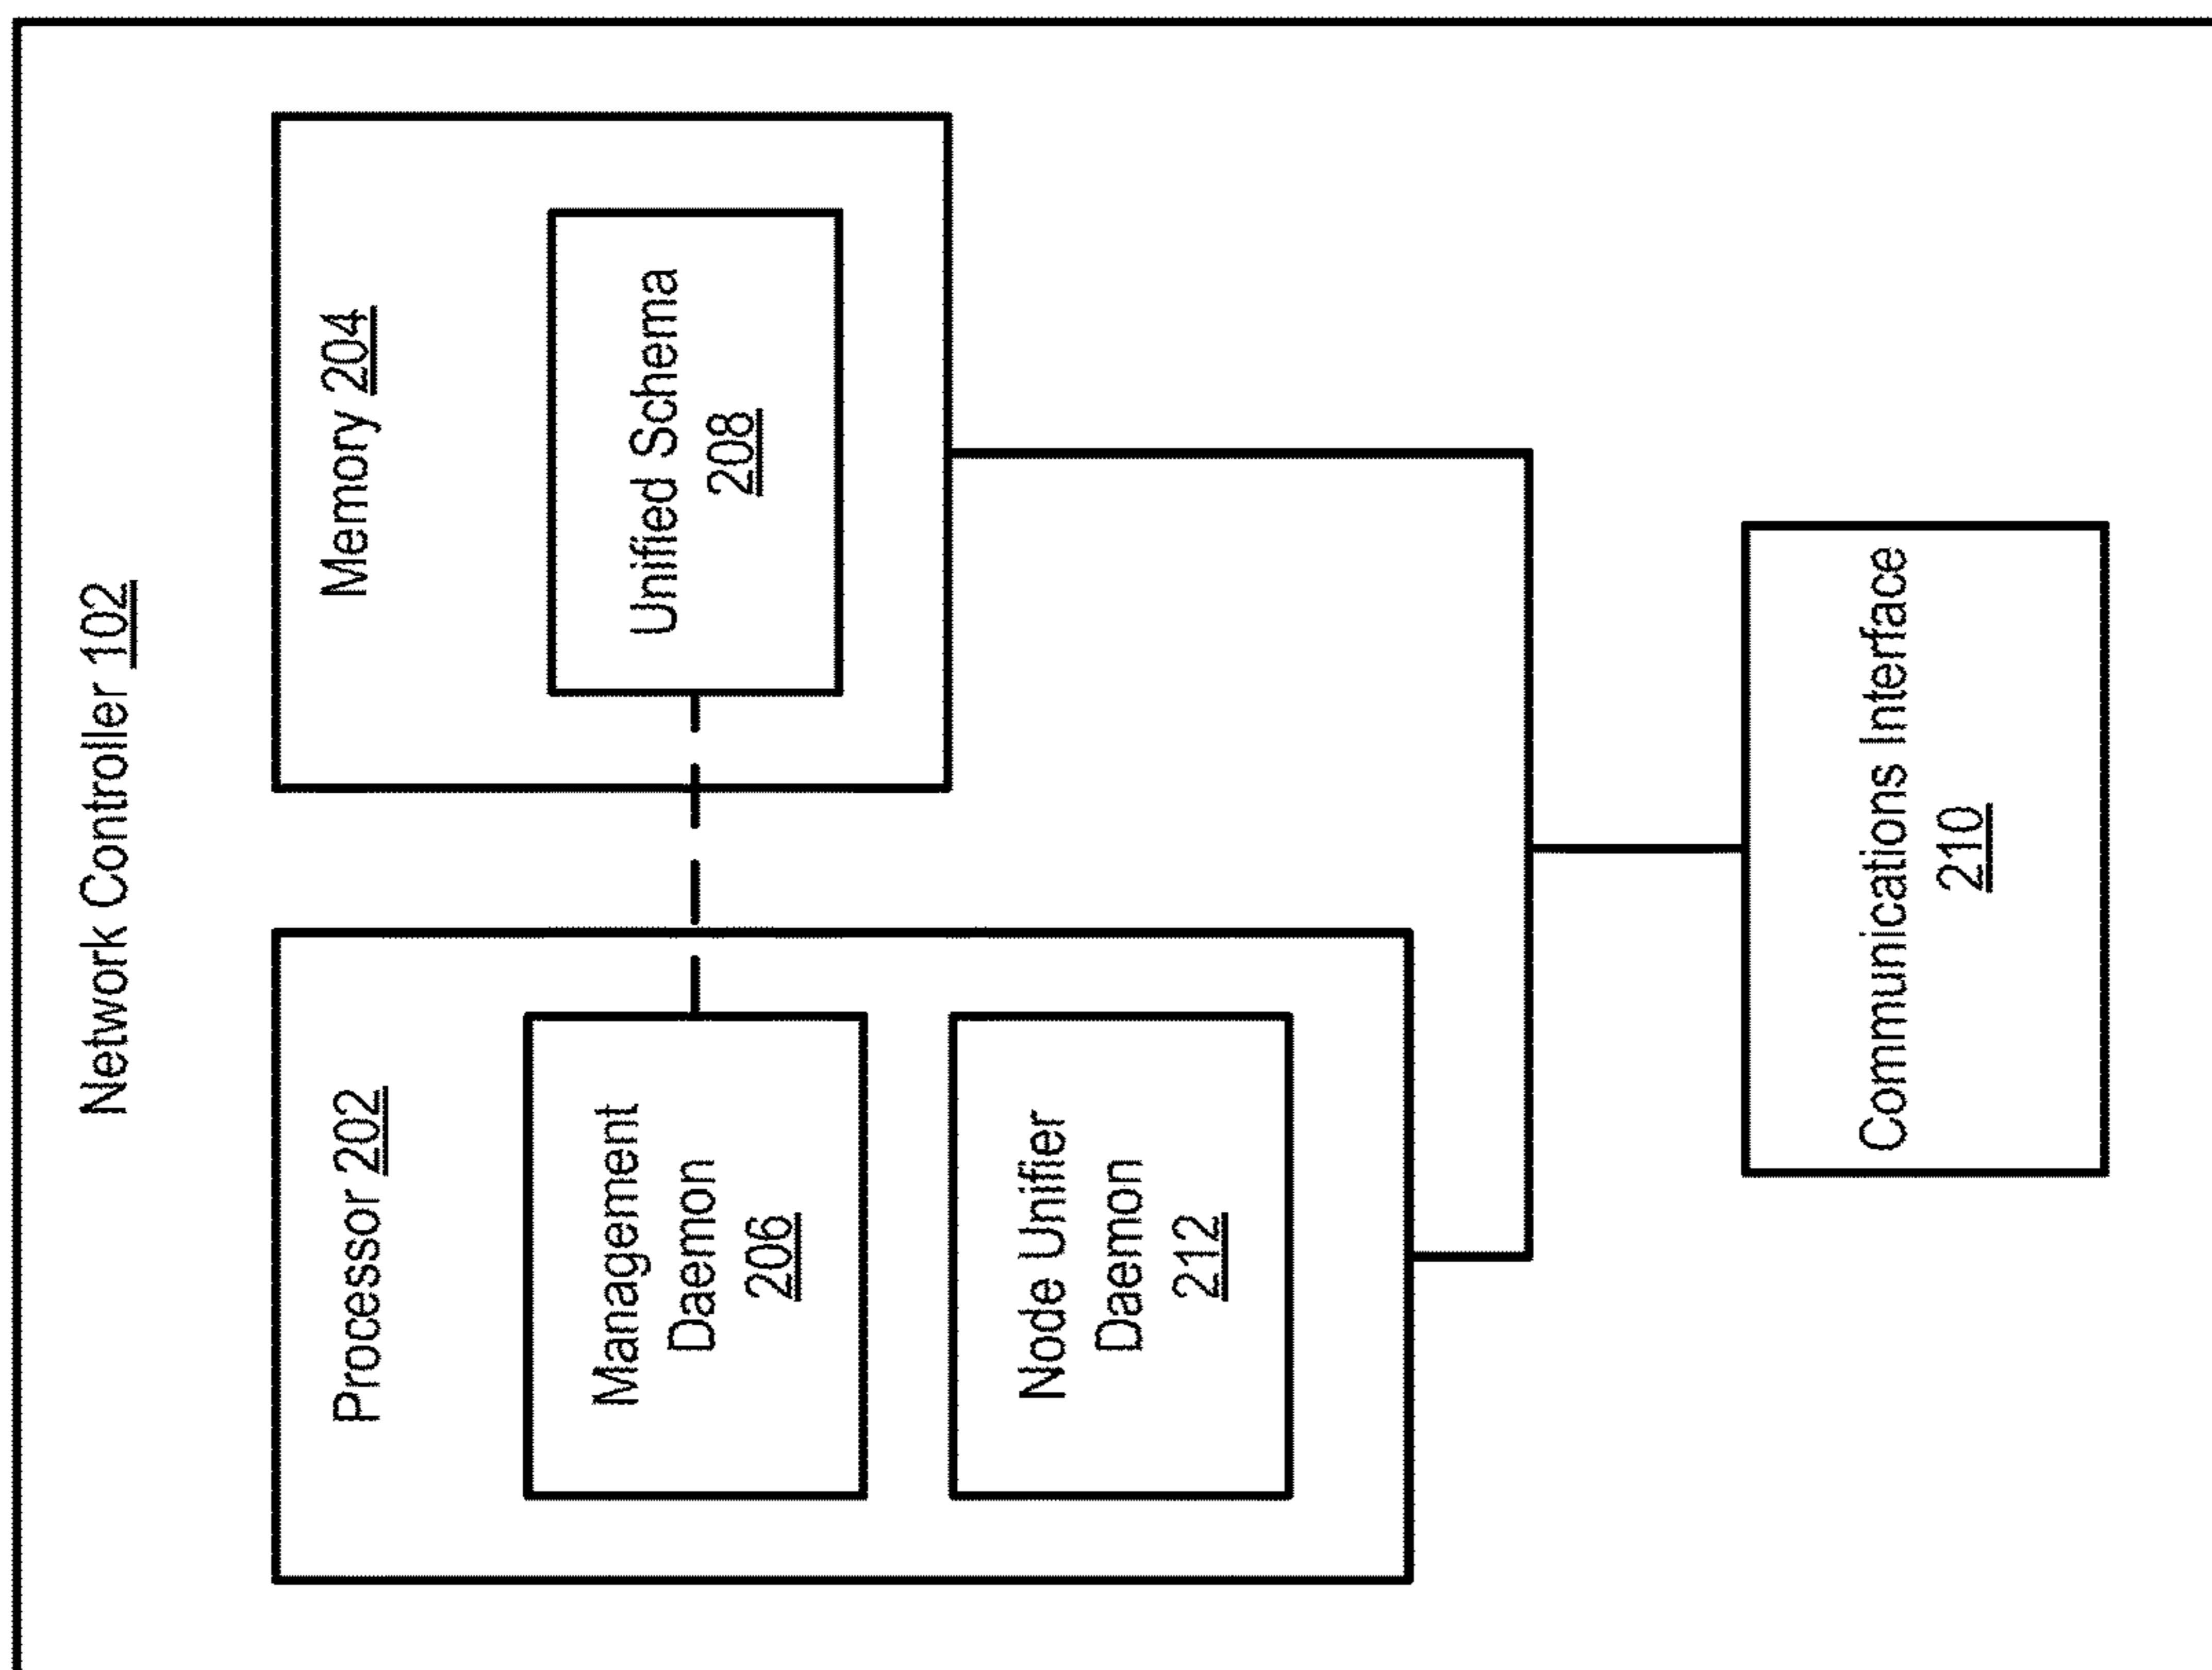 Network Controller 102
Processor 202
Management
Daemon
206
Node Unifier
Daemon
212
Memory 204
Unified Schema
208
Communications Interface
210